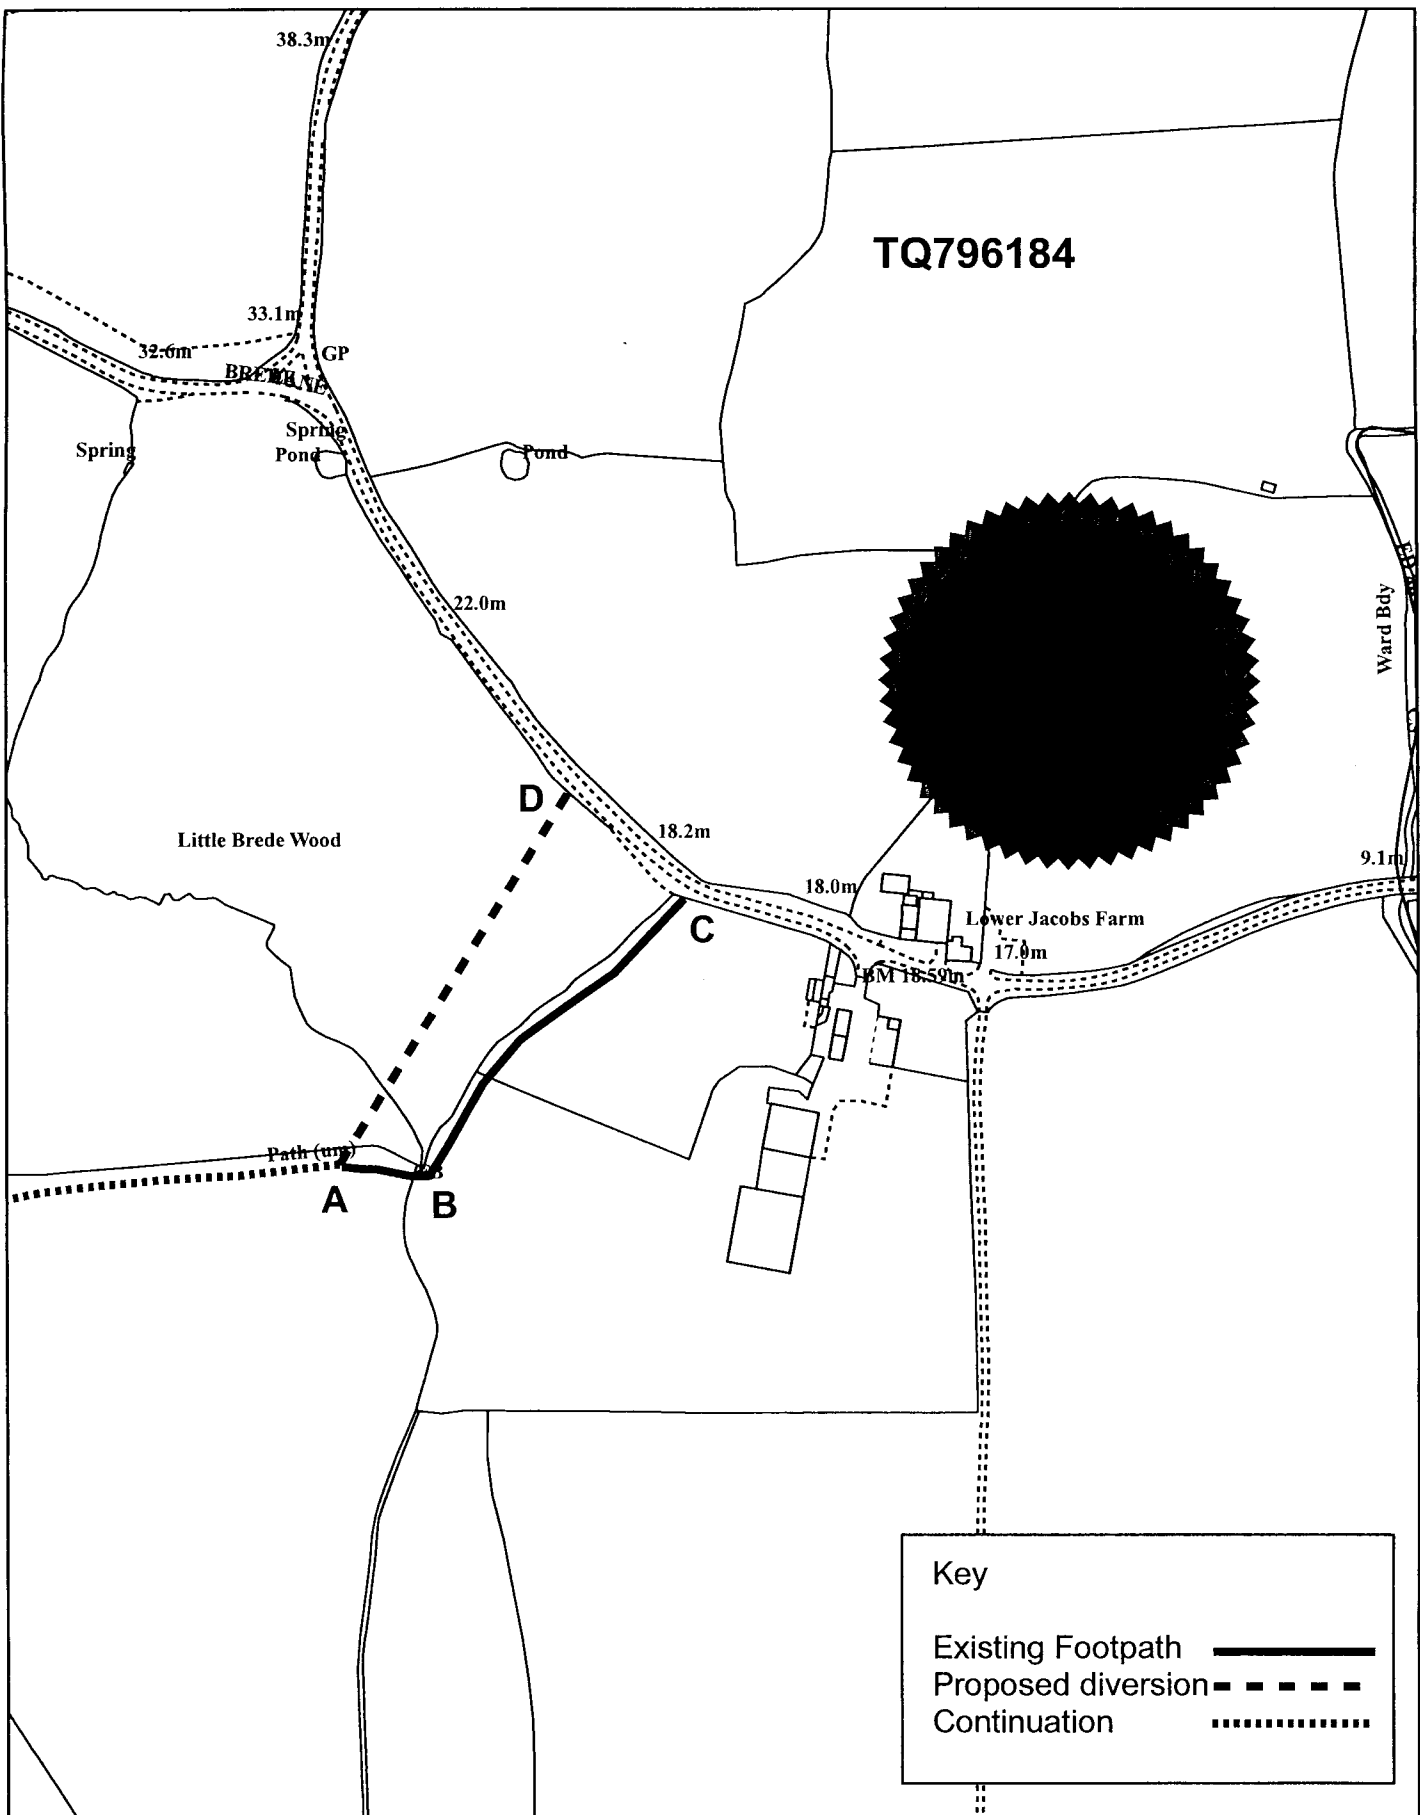 38.3m
TQ796184
33.1m
32.6m
GP
BREDE LANE
Spring
Spring
Pond
Pond
22.0m
Ward Bdy
D
18.2m
Little Brede Wood
9.1m
18.0m
C
Lower Jacobs Farm
17.0m
BM 18.59m
Path (um)
A
B
Key
Existing Footpath
Proposed diversion
Continuation